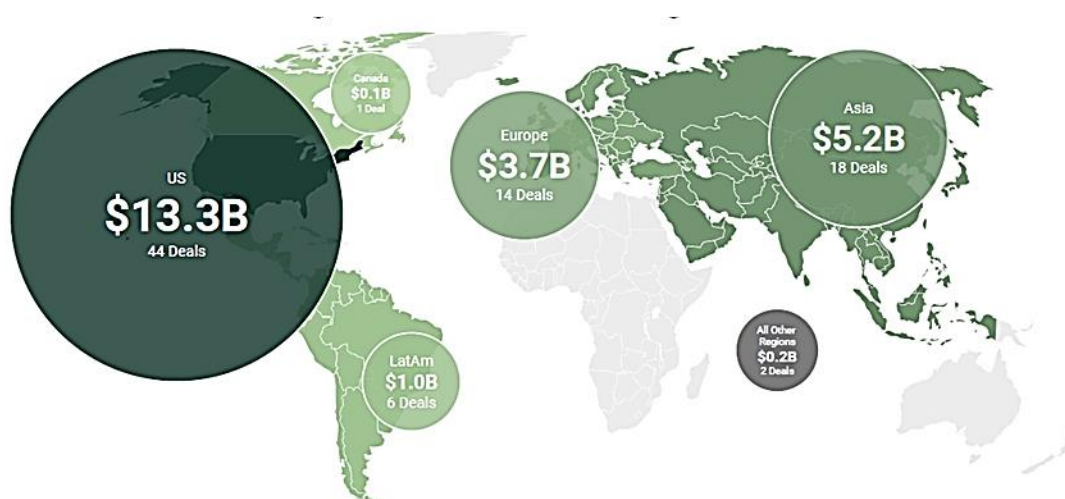 US
$13.3B
44 Deals
Canada
$0.1B
1 Deal
Europe
$3.7B
14 Deals
Asia
$5.2B
18 Deals
LatAm
$1.0B
6 Deals
All Other
Regions
$0.2B
2 Deals